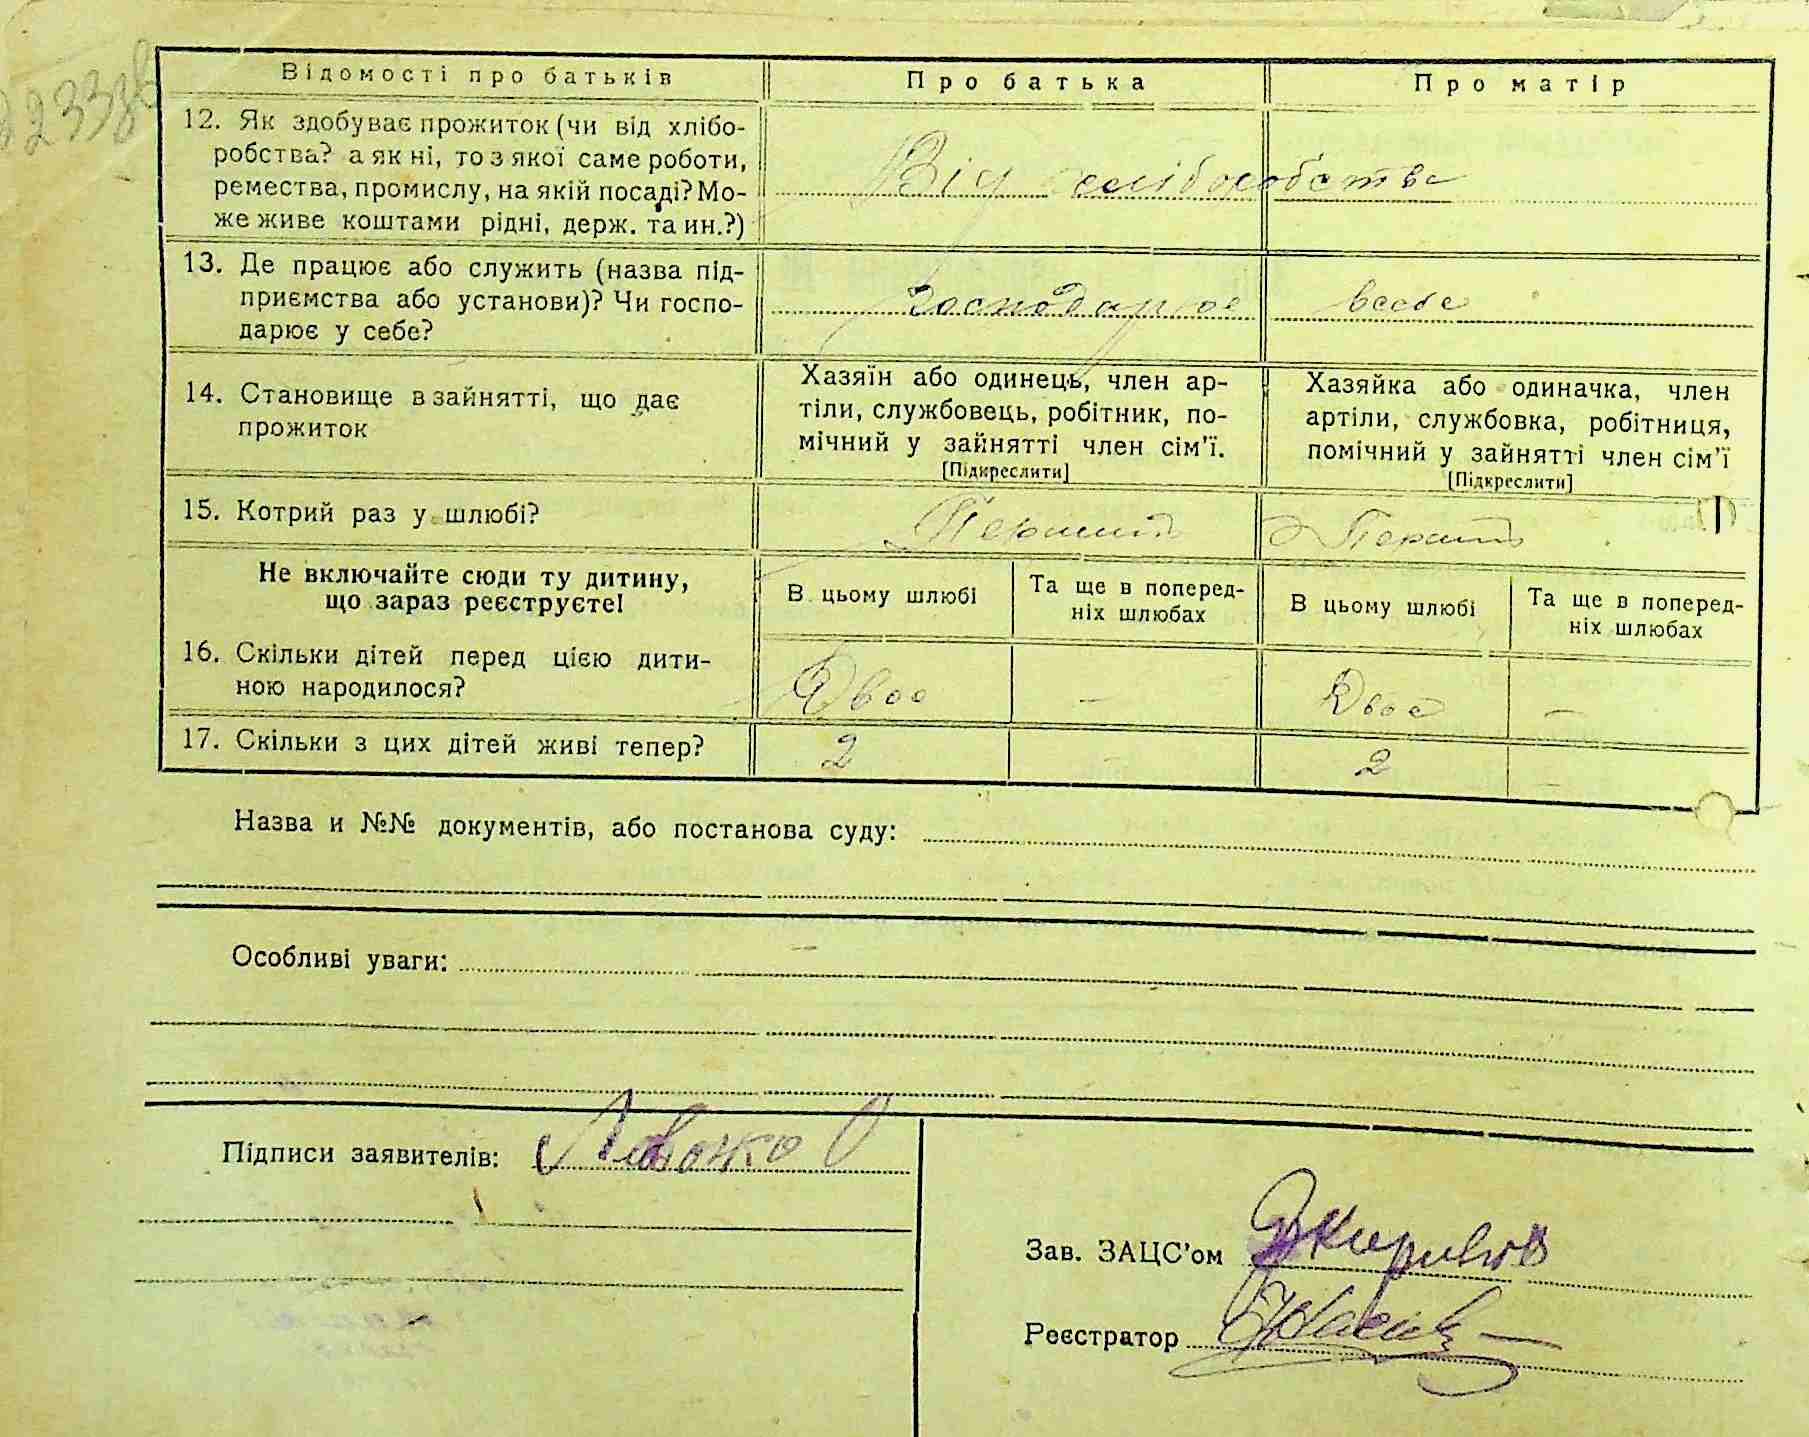 233зв
Відомості про батьків
Про батька
Про матір
12. Як здобуває прожиток (чи від хлібо-
робства? а як ні, то з якої саме роботи,
ремества, промислу, на якій посаді? Мо-
же живе коштами рідні, держ. та ин.?)
Від хліборобства
13. Де працює або служить (назва під-
приємства або установи)? Чи госпо-
дарює у себе?
Господарює всебе
14. Становище в зайнятті, що дає
прожиток
Хазяїн або одинець, член ар-
тіли, службовець, робітник, по-
мічний у зайнятті член сім'ї.
[Підкреслити]
Хазяйка або одиначка, член
артіли, службовка, робітниця,
помічний у зайнятті член сім'ї
[Підкреслити]
15. Котрий раз у шлюбі?
Перший
Перший
Не включайте сюди ту дитину,
що зараз реєструєте!
В цьому шлюбі
Та ще в поперед-
ніх шлюбах
В цьому шлюбі
Та ще в поперед-
ніх шлюбах
16. Скільки дітей перед цією дити-
ною народилося?
Двоє
-
Двоє
-
17. Скільки з цих дітей живі тепер?
2
-
2
-
Назва и №№ документів, або постанова суду:
Особливі уваги:
Підписи заявителів:
Зав. ЗАЦС'ом
Реєстратор